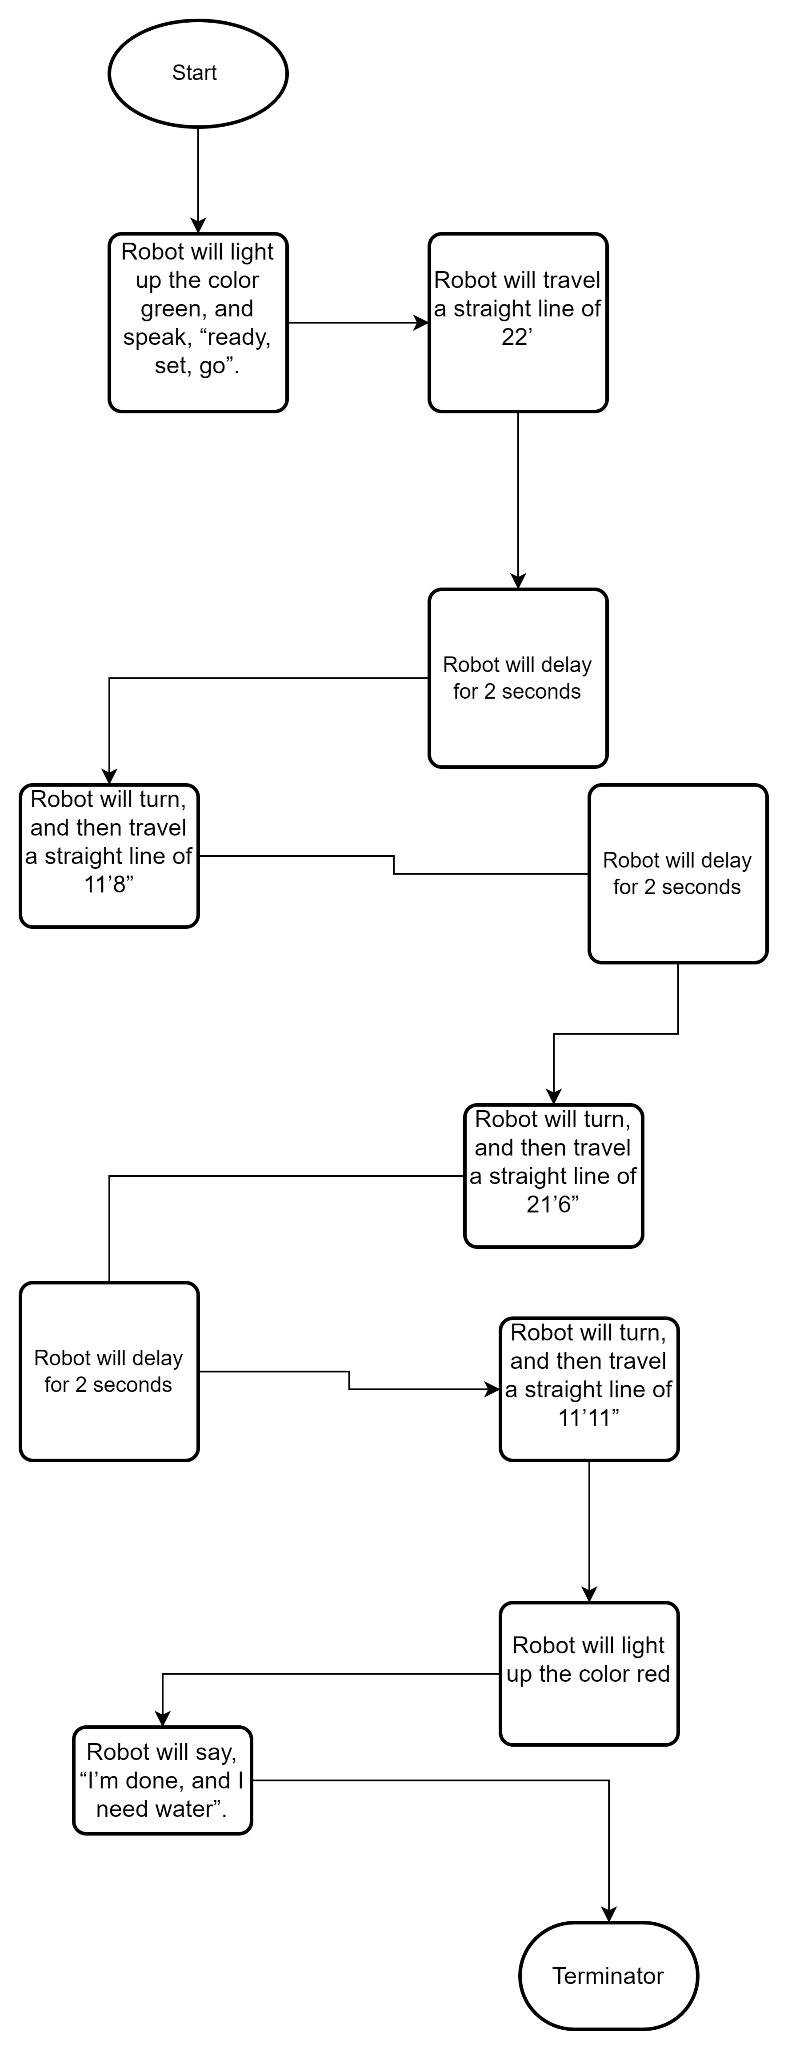 Start
Robot will light
up the color
green, and
speak, “ready,
set, go”.
Robot will travel
a straight line of
22’
Robot will delay
for 2 seconds
Robot will turn,
and then travel
a straight line of
11’8”
Robot will delay
for 2 seconds
Robot will turn,
and then travel
a straight line of
21’6”
Robot will delay
for 2 seconds
Robot will turn,
and then travel
a straight line of
11’11”
Robot will light
up the color red
Robot will say,
“I’m done, and I
need water”.
Terminator